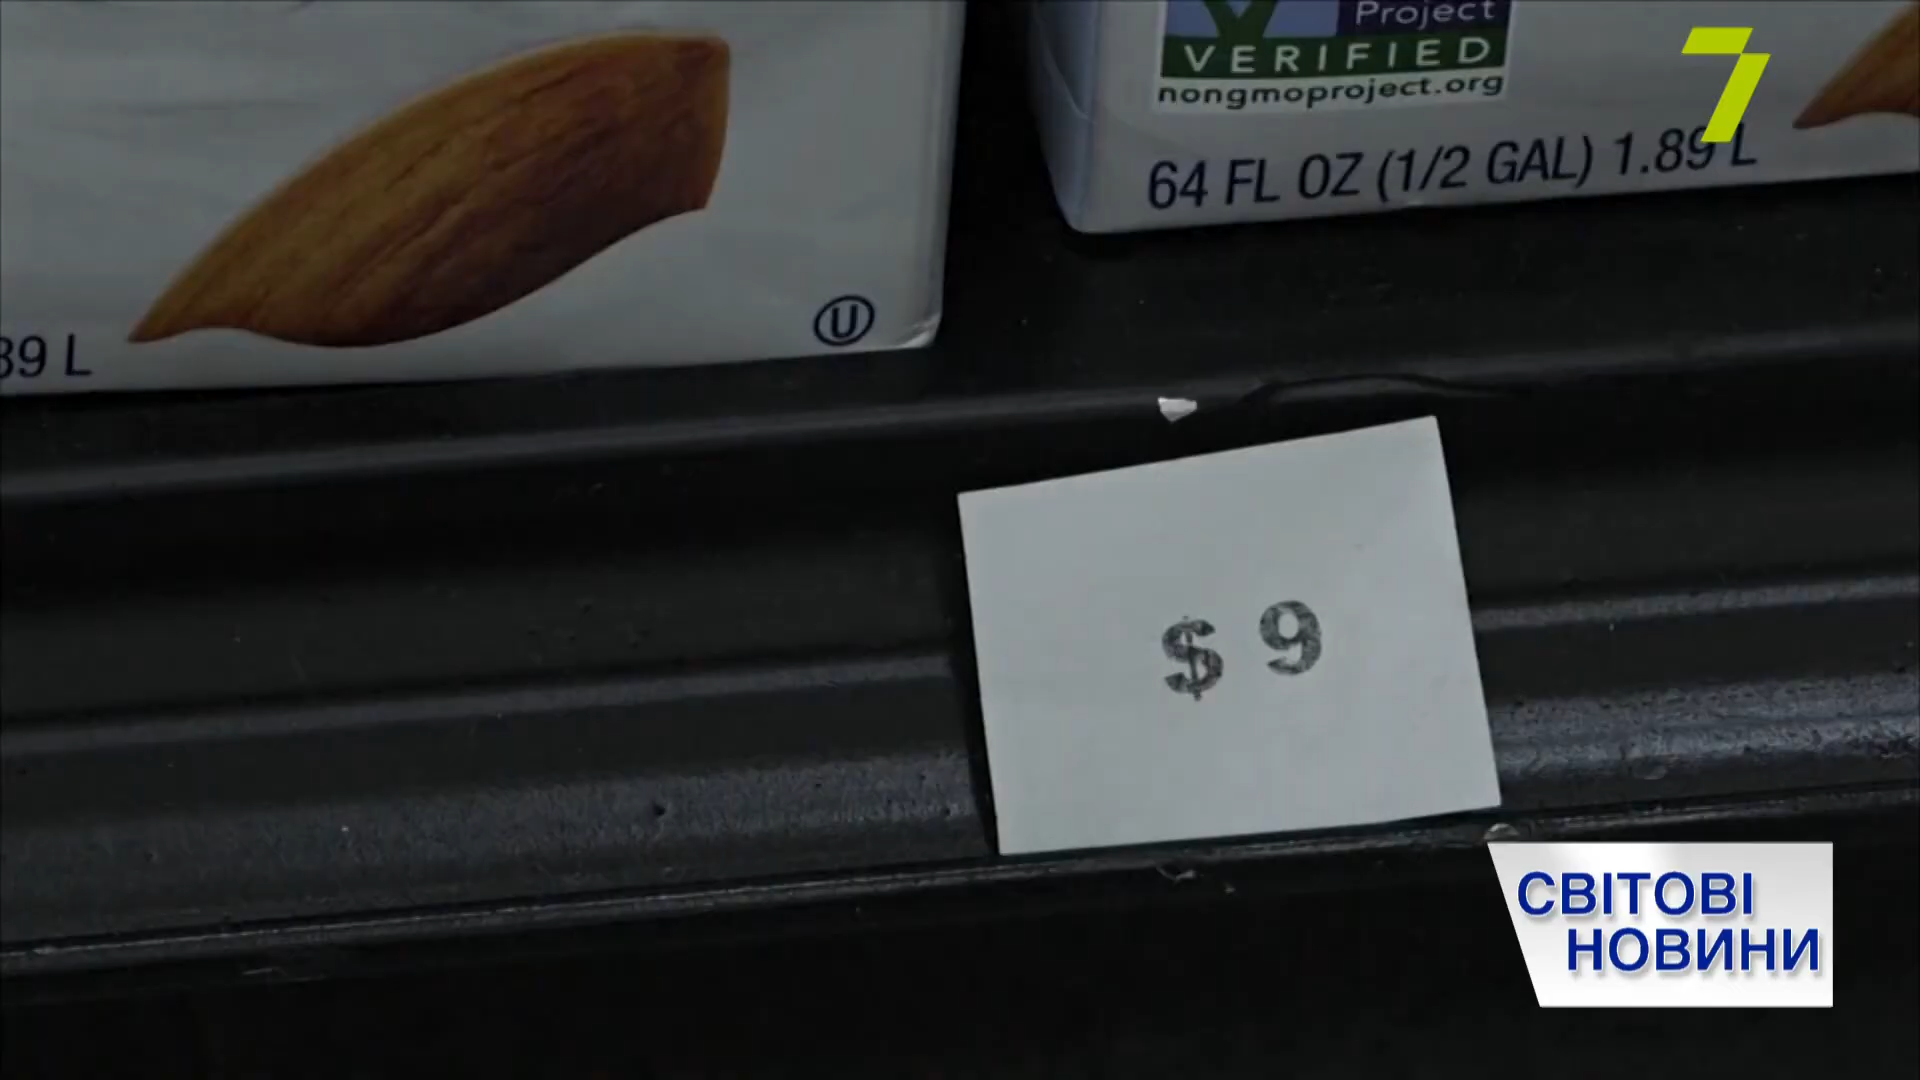 Project
VERIFIED
nongmoproject.org
7
64 FL OZ (1/2 GAL) 1.89 L
U
89 L
$ 9
СВІТОВІ
НОВИНИ